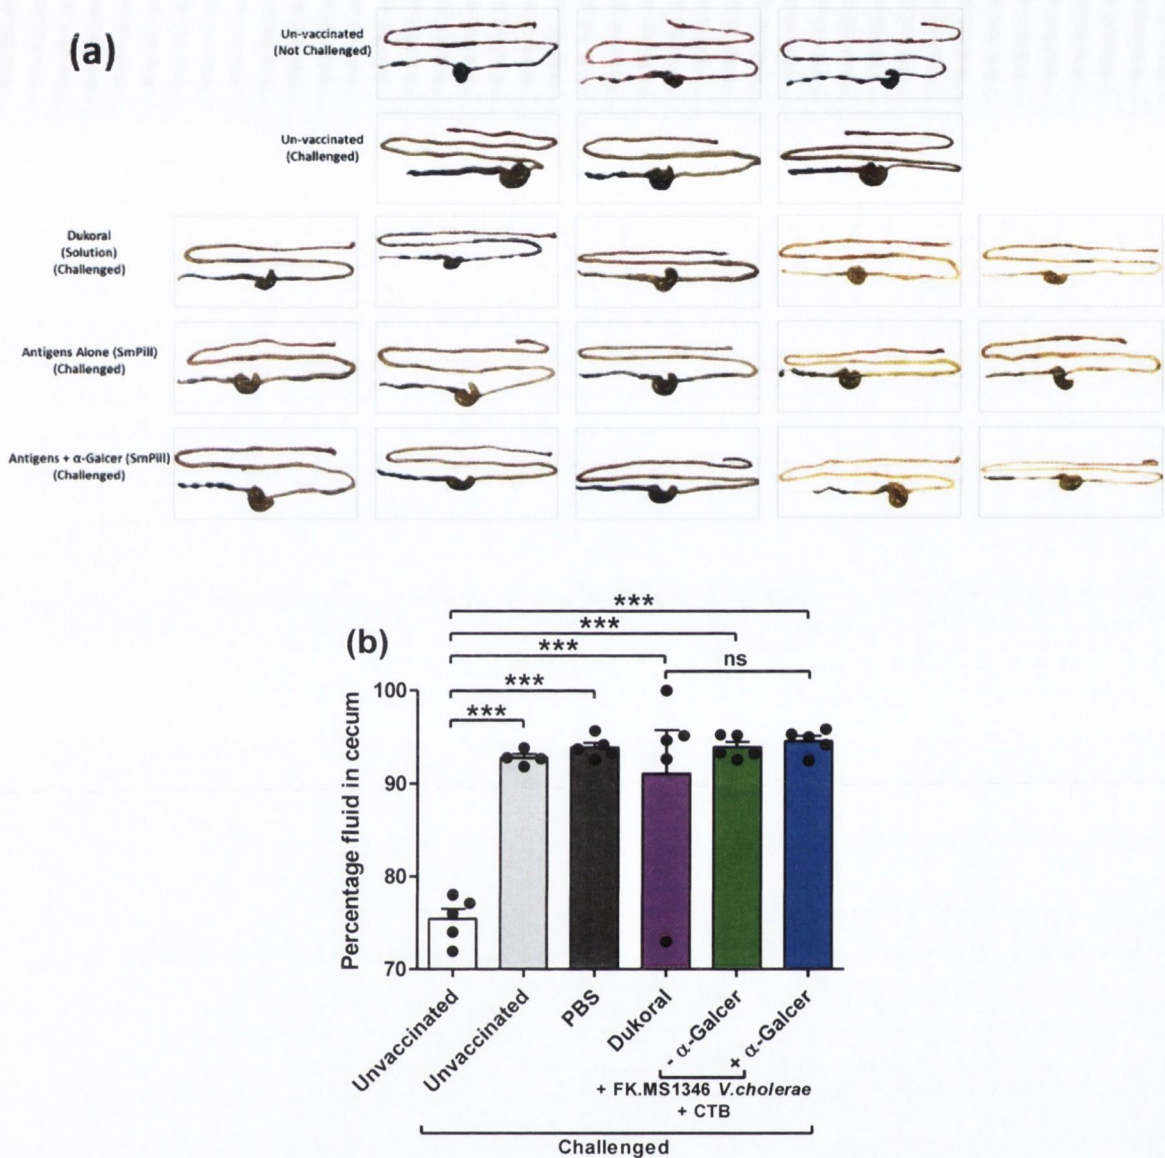 (a)
Un-vaccinated
(Not Challenged)
Un-vaccinated
(Challenged)
Dukoral
(Solution)
(Challenged)
Antigens Alone (SmPill)
(Challenged)
Antigens + α-Galcer (SmPill)
(Challenged)
(b)
***
***
***
ns
***
***
Percentage fluid in cecum
100
90
80
70
Unvaccinated
Unvaccinated
PBS
Dukoral
- α-Galcer
+ α-Galcer
+ FK.MS1346 V.cholerae
+ CTB
Challenged